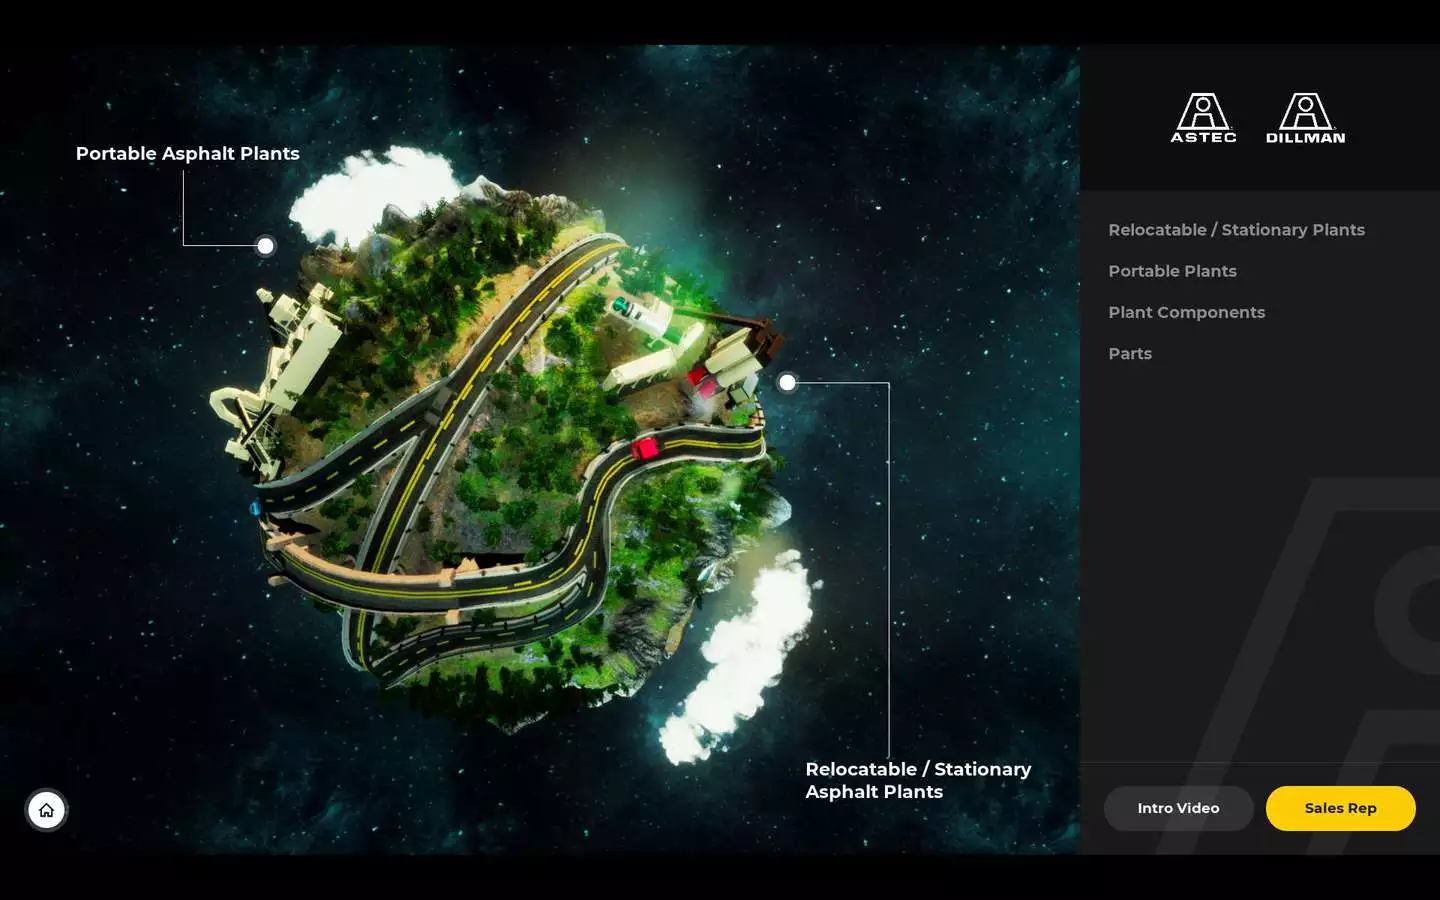 Portable Asphalt Plants
Relocatable / Stationary
Asphalt Plants
ASTEC
DILLMAN
Relocatable / Stationary Plants
Portable Plants
Plant Components
Parts
Intro Video
Sales Rep